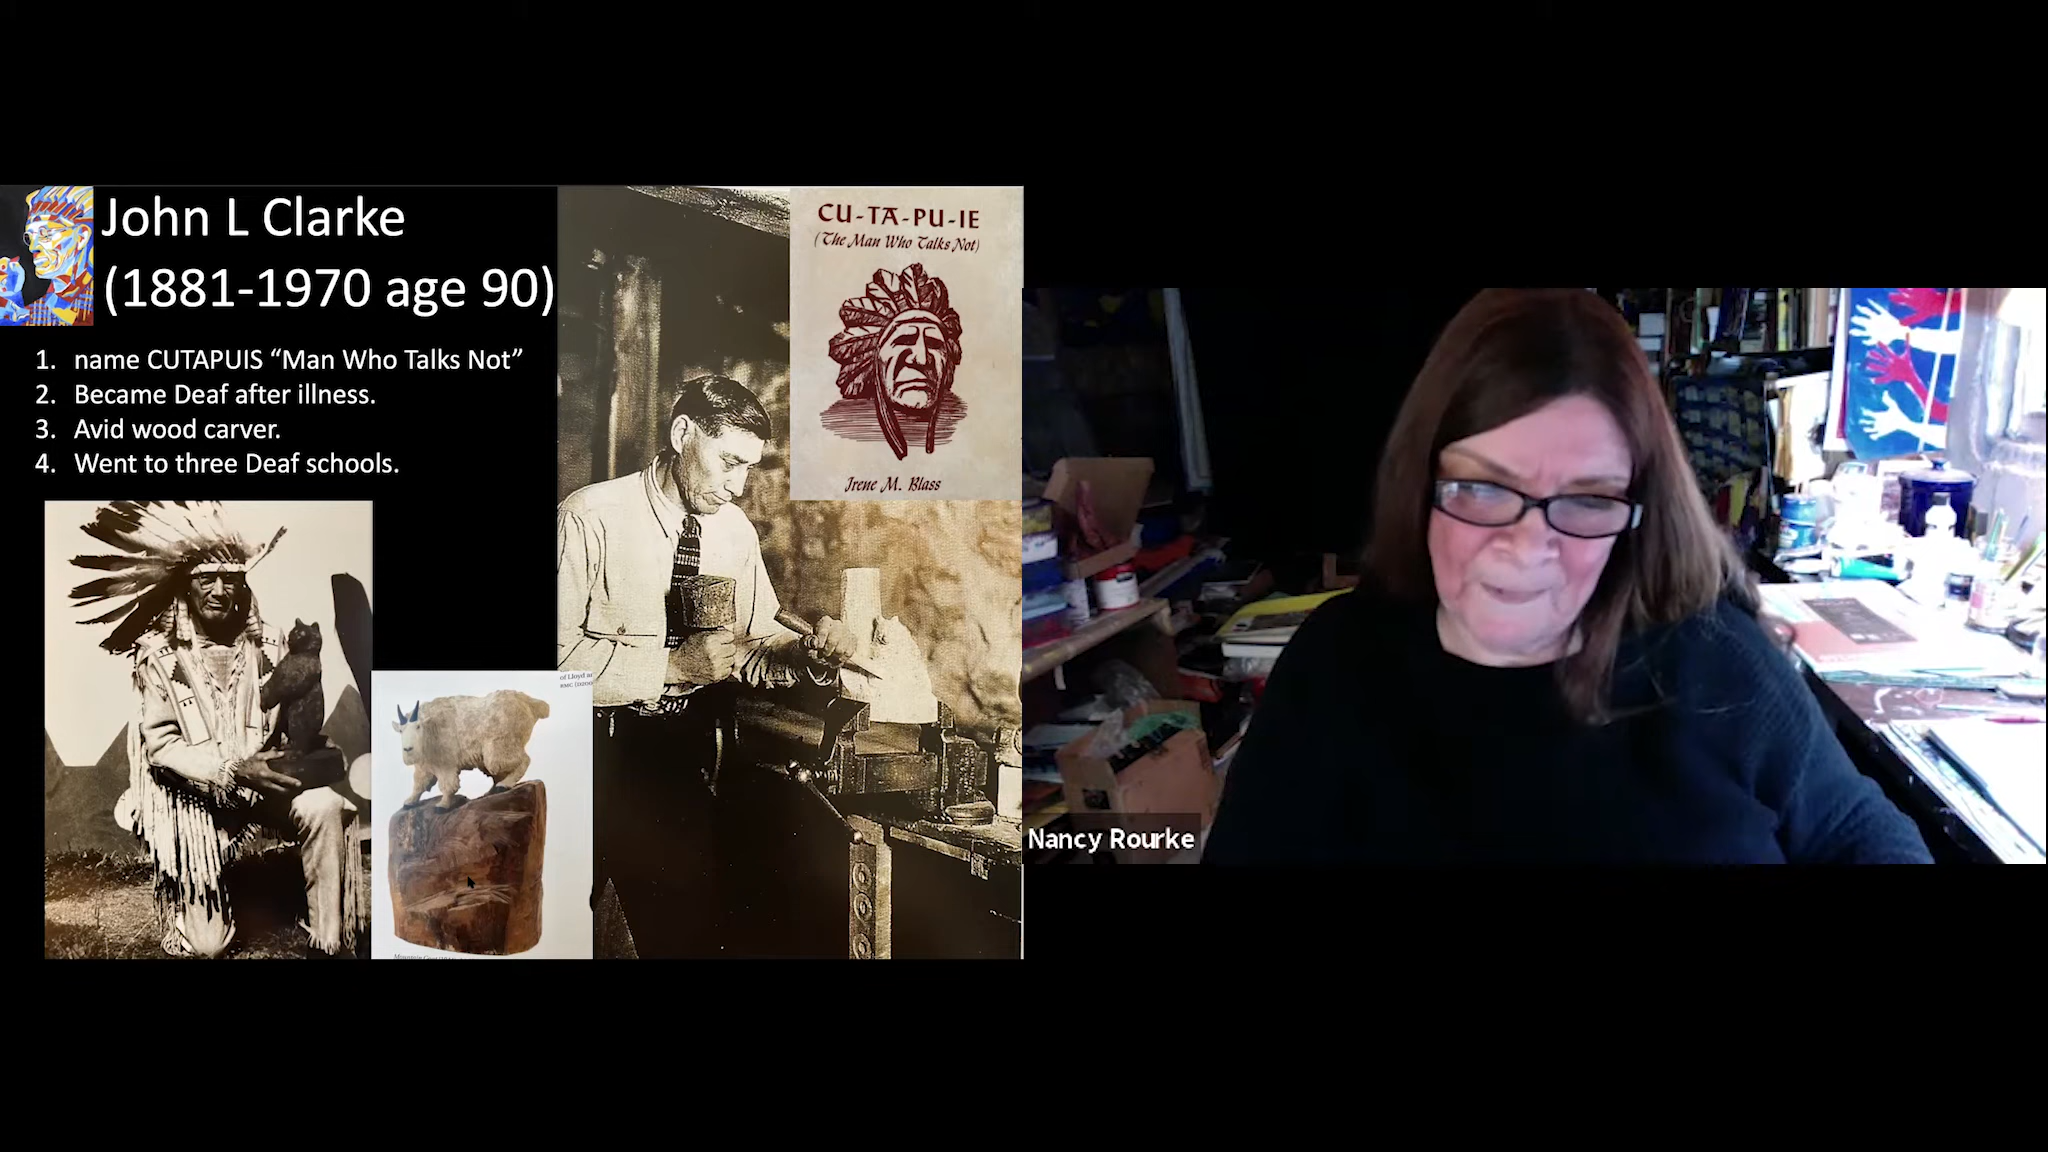 John L Clarke
(1881-1970 age 90)
1. name CUTAPUIS “Man Who Talks Not”
2. Became Deaf after illness.
3. Avid wood carver.
4. Went to three Deaf schools.
CU-TA-PU-IE
(The Man Who Talks Not)
Irene M. Blass
of Lloyd
Nancy Rourke